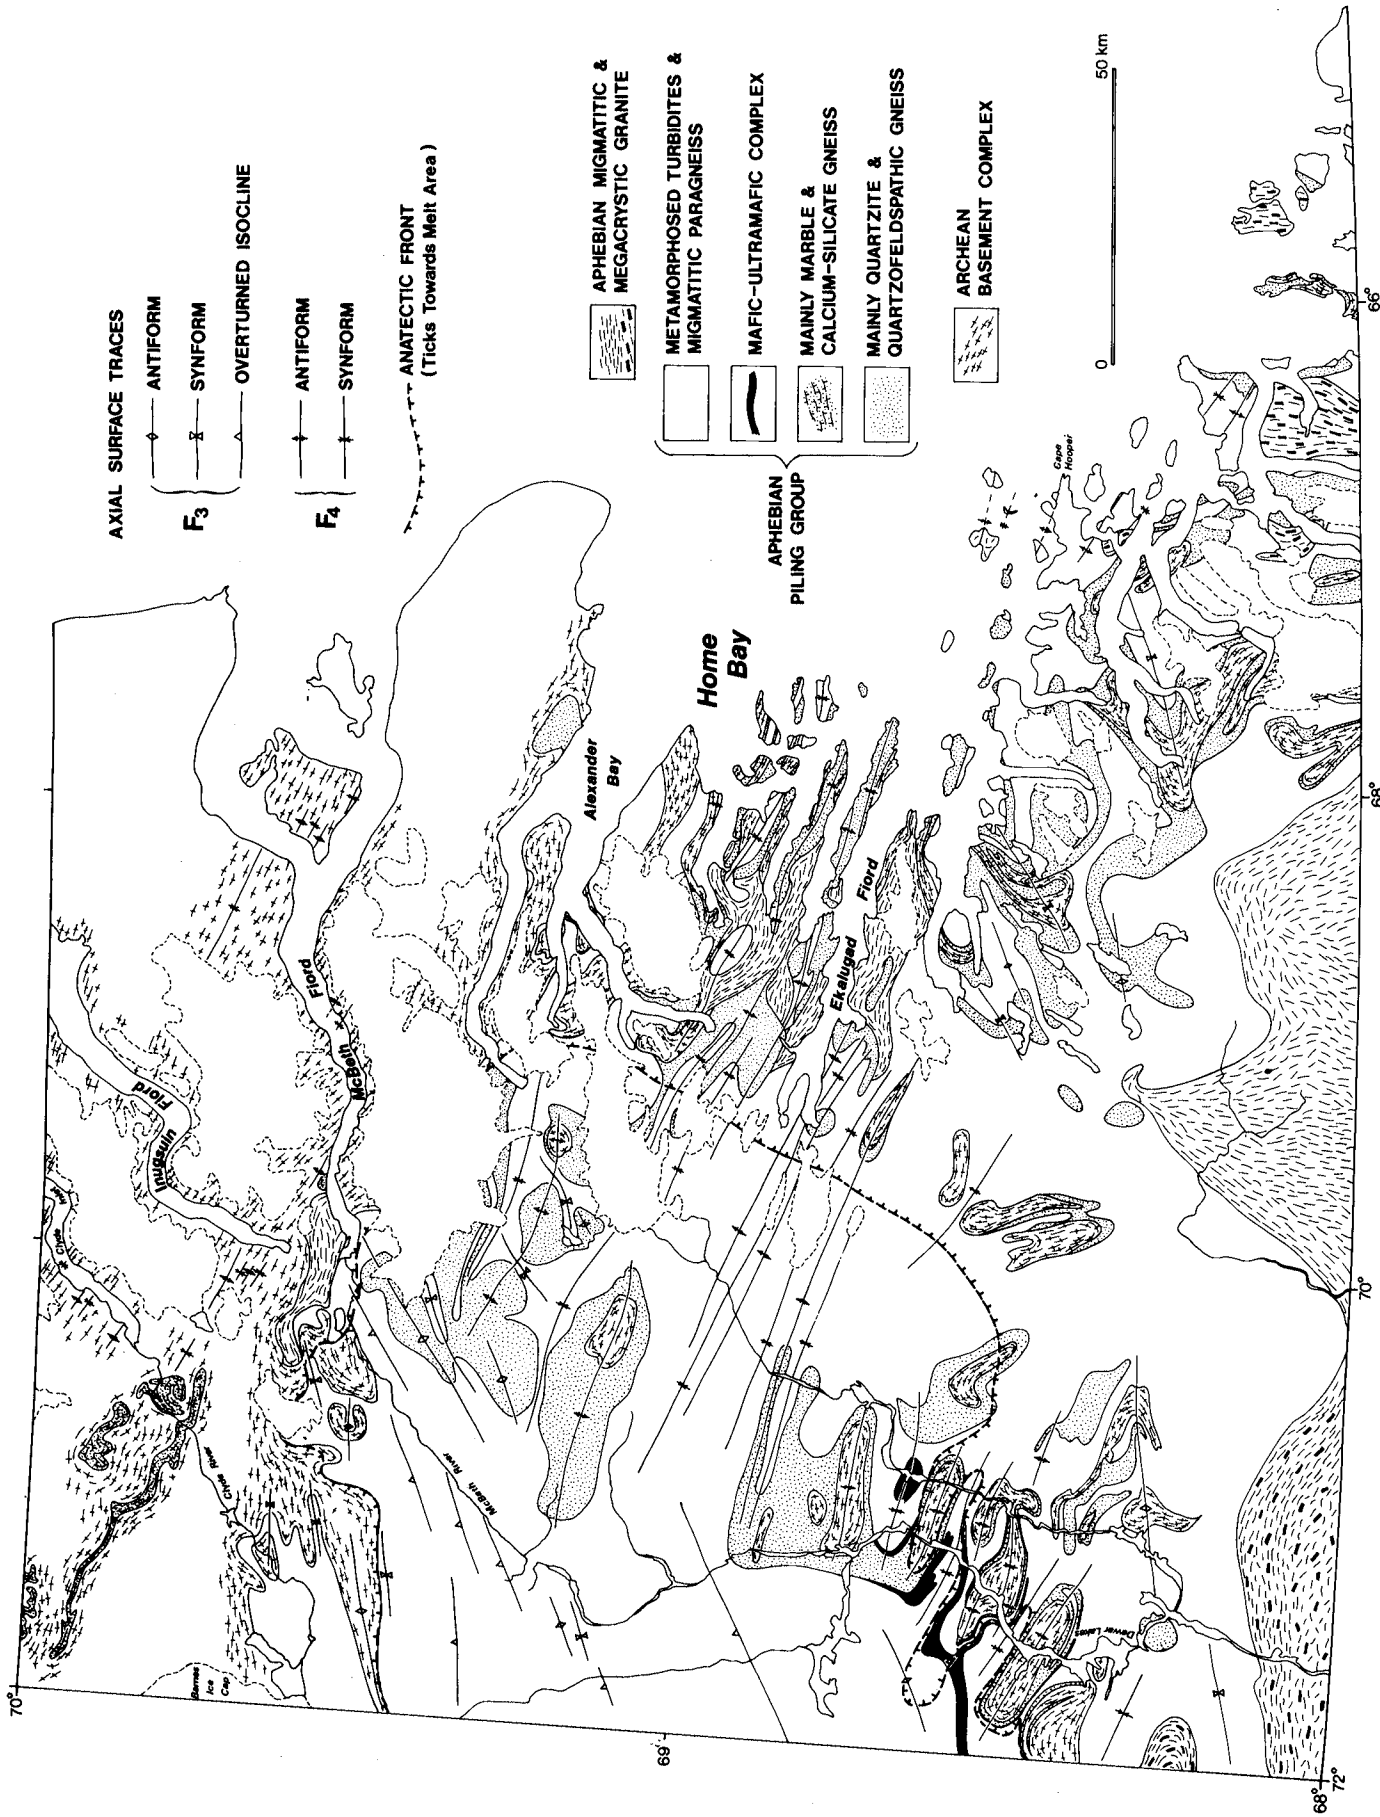 AXIAL SURFACE TRACES
F3
ANTIFORM
SYNFORM
OVERTURNED ISOCLINE
F4
ANTIFORM
SYNFORM
ANATECTIC FRONT
(Ticks Towards Melt Area)
APHEBIAN MIGMATITIC &
MEGACRYSTIC GRANITE
APHEBIAN
PILING GROUP
METAMORPHOSED TURBIDITES &
MIGMATITIC PARAGNEISS
MAFIC-ULTRAMAFIC COMPLEX
MAINLY MARBLE &
CALCIUM-SILICATE GNEISS
MAINLY QUARTZITE &
QUARTZOFELDSPATHIC GNEISS
ARCHEAN
BASEMENT COMPLEX
0
50 km
70°
69°
68°
72°
70°
68°
66°
Barnes
Ice
Cap
Clyde River
Clyde
Inlet
Inugsuin
Fiord
McBeth
Fiord
McBeth River
Alexander
Bay
Home
Bay
Ekalugad
Fiord
Cape
Hooper
Dewar Lakes